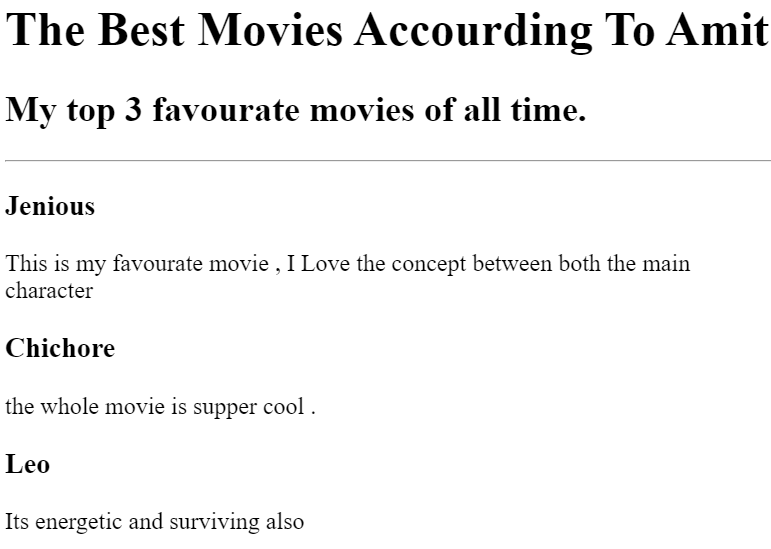 The Best Movies Accourding To Amit
My top 3 favourate movies of all time.
Jenious
This is my favourate movie , I Love the concept between both the main
character
Chichore
the whole movie is supper cool .
Leo
Its energetic and surviving also